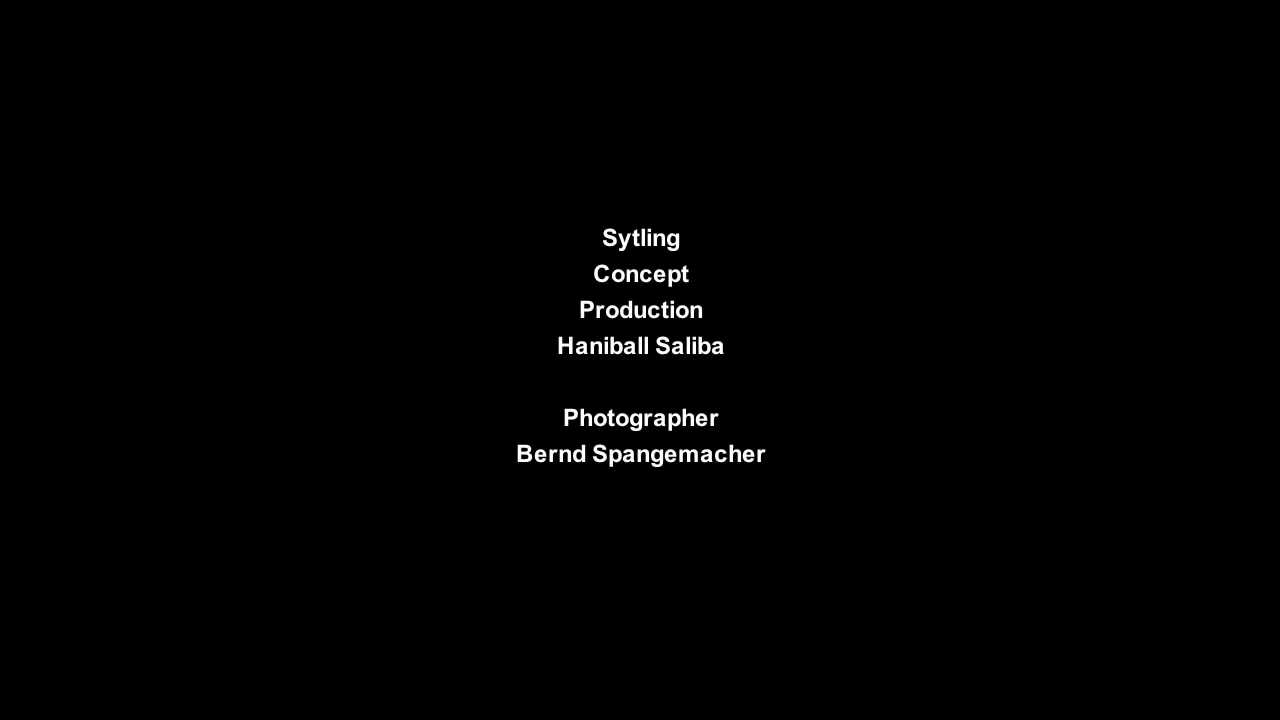 Sytling
Concept
Production
Haniball Saliba
Photographer
Bernd Spangemacher